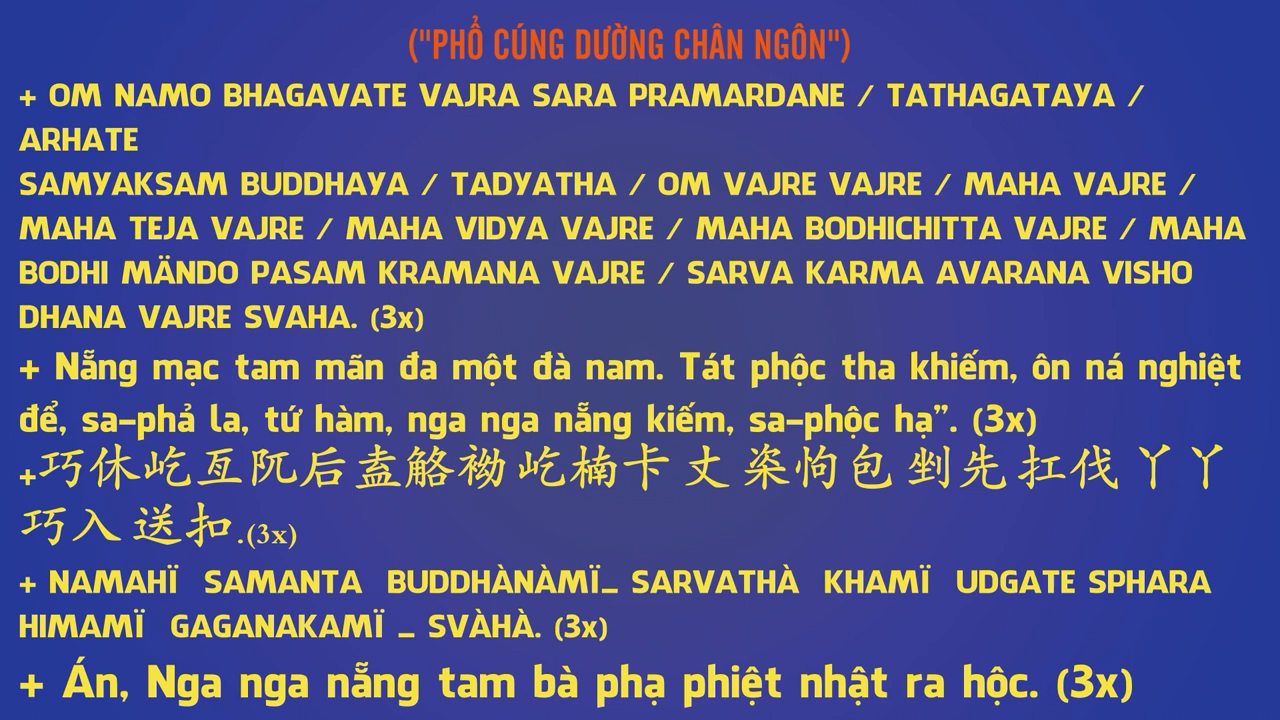 ("PHỔ CÚNG DƯỜNG CHÂN NGÔN")
+ OM NAMO BHAGAVATE VAJRA SARA PRAMARDANE / TATHAGATAYA /
ARHATE
SAMYAKSAM BUDDHAYA / TADYATHA / OM VAJRE VAJRE / MAHA VAJRE /
MAHA TEJA VAJRE / MAHA VIDYA VAJRE / MAHA BODHICHITTA VAJRE / MAHA
BODHI MÄNDO PASAM KRAMANA VAJRE / SARVA KARMA AVARANA VISHO
DHANA VAJRE SVAHA. (3x)
+ Nẵng mạc tam mãn đa một đà nam. Tát phộc tha khiếm, ôn ná nghiệt
để, sa-phả la, tứ hàm, nga nga nẵng kiếm, sa-phộc hạ”. (3x)
+巧休屹亙阢后盍觡衪屹楠卡丈楶怐包剉先扛伐丫丫
巧入送扣.(3x)
+ NAMAHÏ SAMANTA BUDDHÀNÀMÏ_ SARVATHÀ KHAMÏ UDGATE SPHARA
HIMAMÏ GAGANAKAMÏ _ SVÀHÀ. (3x)
+ Án, Nga nga nẵng tam bà phạ phiệt nhật ra hộc. (3x)